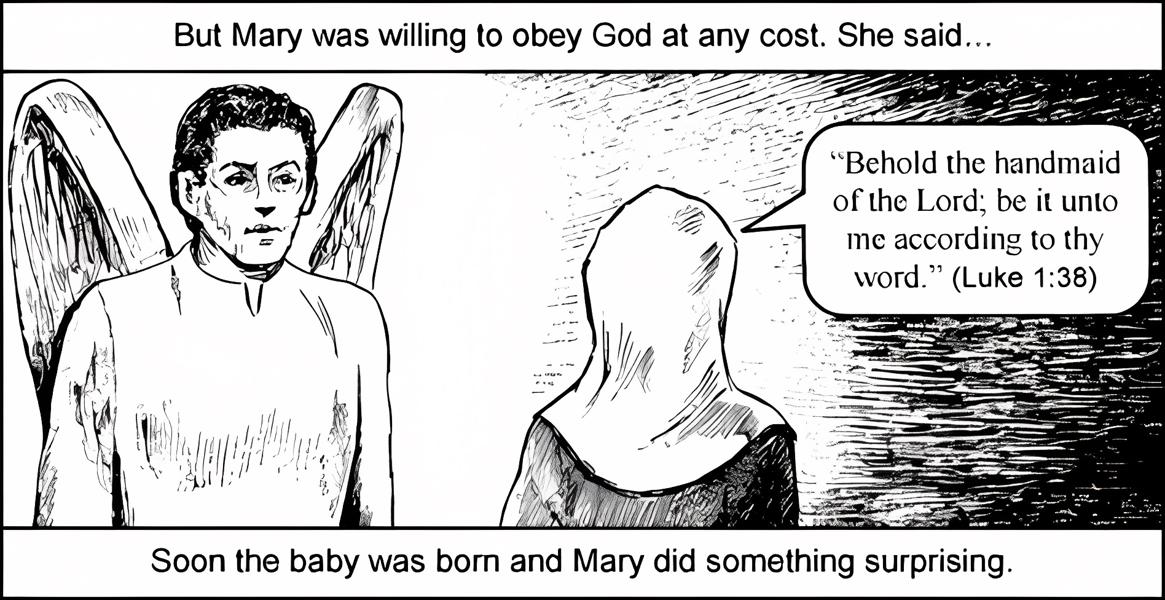 But Mary was willing to obey God at any cost. She said...
“Behold the handmaid
of the Lord; be it unto
me according to thy
word.” (Luke 1:38)
Soon the baby was born and Mary did something surprising.